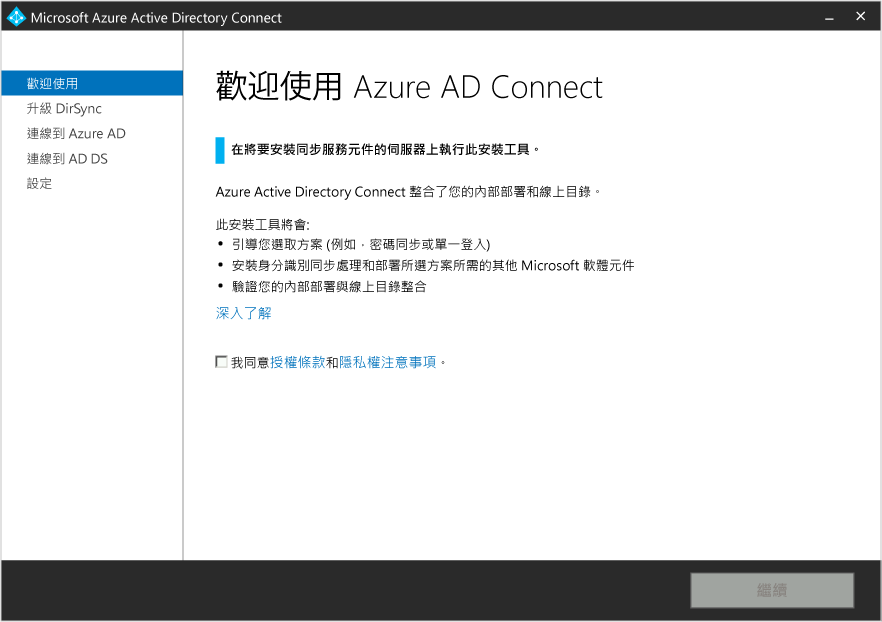 Microsoft Azure Active Directory Connect
歡迎使用
升級 DirSync
連線到 Azure AD
連線到 AD DS
設定
歡迎使用 Azure AD Connect
在將要安裝同步服務元件的伺服器上執行此安裝工具。
Azure Active Directory Connect 整合了您的內部部署和線上目錄。
此安裝工具將會:
• 引導您選取方案 (例如，密碼同步或單一登入)
• 安裝身分識別同步處理和部署所選方案所需的其他 Microsoft 軟體元件
• 驗證您的內部部署與線上目錄整合
深入了解
我同意授權條款和隱私權注意事項。
繼續